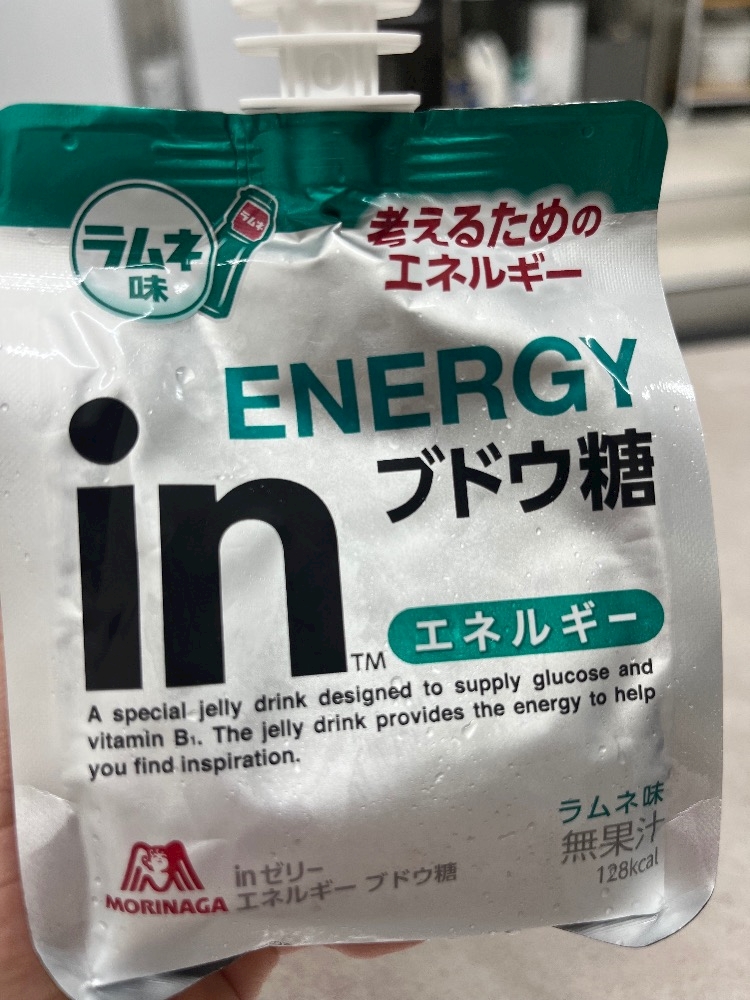 ラムネ
味
ラムネ
考えるための
エネルギー
ENERGY
in
ブドウ糖
TM
エネルギー
A special jelly drink designed to supply glucose and
vitamin B1. The jelly drink provides the energy to help
you find inspiration.
ラムネ味
無果汁
128kcal
MORINAGA
inゼリー
エネルギー ブドウ糖